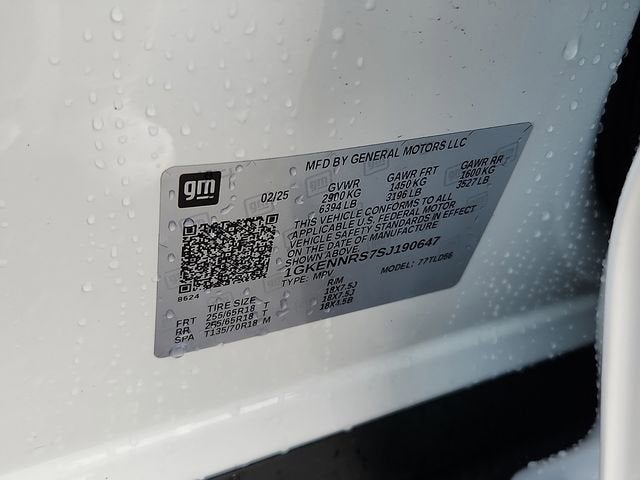 MFD BY GENERAL MOTORS LLC
gm
02/25 GVWR GAWR FRT GAWR RR
2900 KG 1450 KG 1600 KG
6394 LB 3196 LB 3527 LB
THIS VEHICLE CONFORMS TO ALL
APPLICABLE U.S. FEDERAL MOTOR
VEHICLE SAFETY STANDARDS IN EFFECT
ON THE DATE OF MANUFACTURE
SHOWN ABOVE.
1GKENNRS7SJ190647
TYPE: MPV MODEL:
8624
TIRE SIZE RIM
FRT 255/65R18 T 18X7.5J
RR 255/65R18 T 18X7.5J
SPA T135/70R18 M 18X4.5B